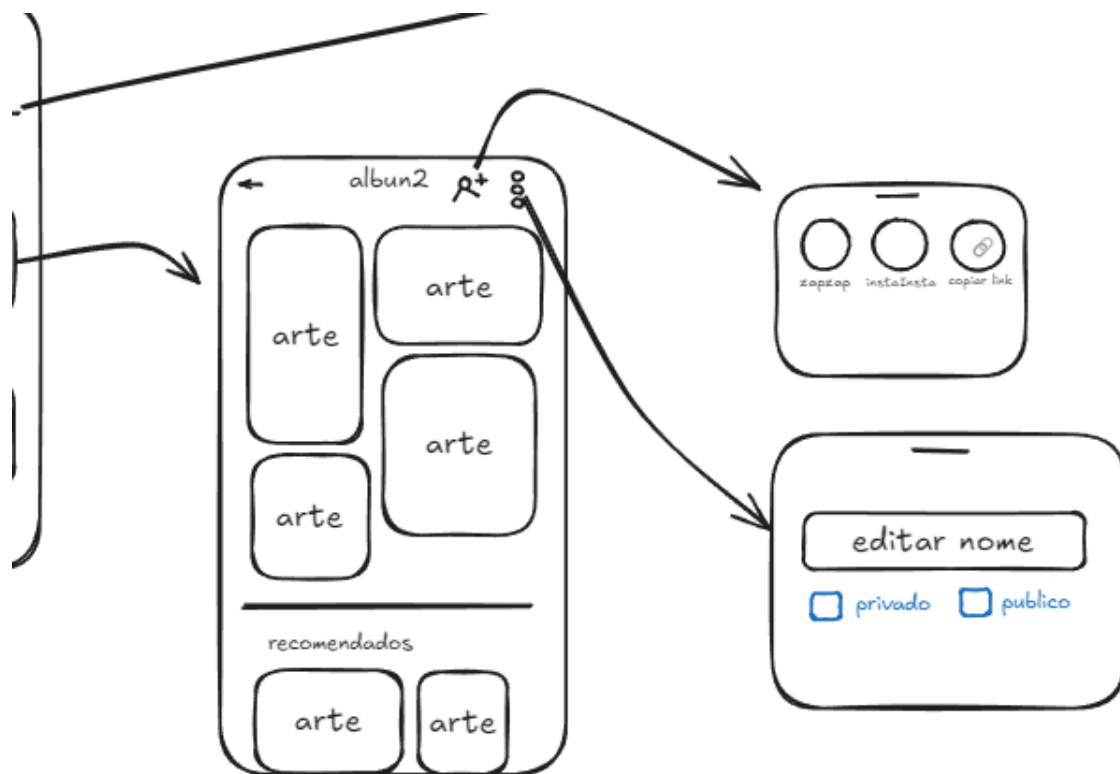 albun2
arte
arte
arte
arte
recomendados
arte
arte
zapzap
instaInsta
copiar link
editar nome
privado
publico